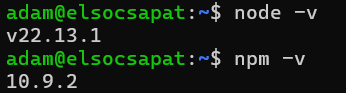 adam@elsocsapat:~$ node -v
v22.13.1
adam@elsocsapat:~$ npm -v
10.9.2